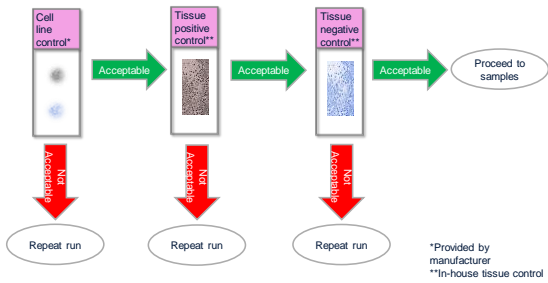 Cell
line
control*
Tissue
positive
control**
Tissue
negative
control**
Acceptable
Acceptable
Acceptable
Proceed to
samples
Not
Acceptable
Not
Acceptable
Not
Acceptable
Repeat run
Repeat run
Repeat run
*Provided by
manufacturer
**In-house tissue control